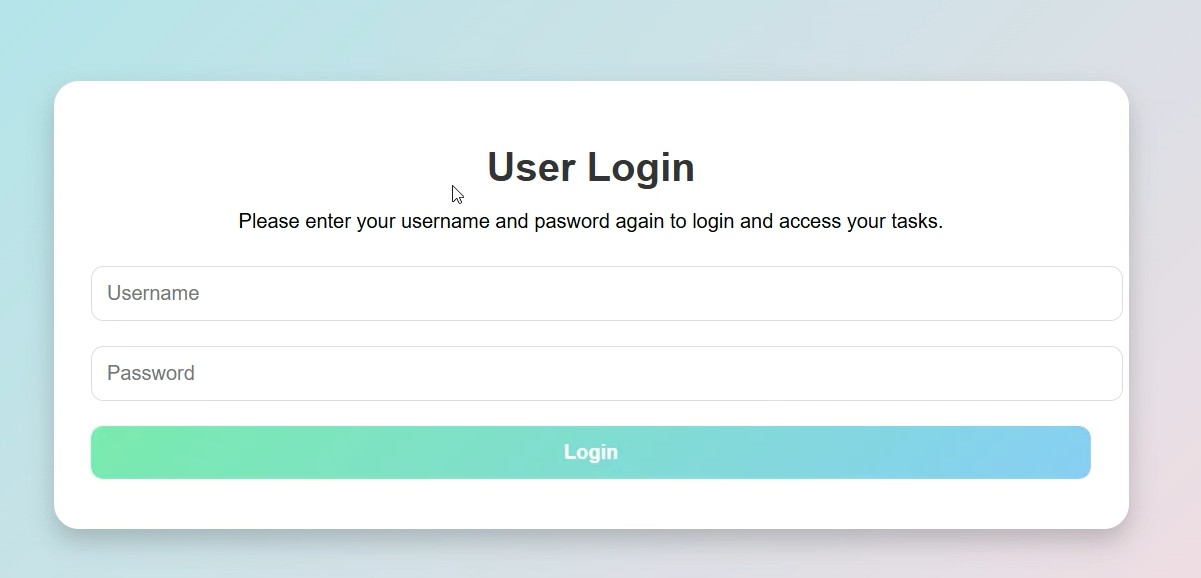 User Login
Please enter your username and pasword again to login and access your tasks.
Username
Password
Login